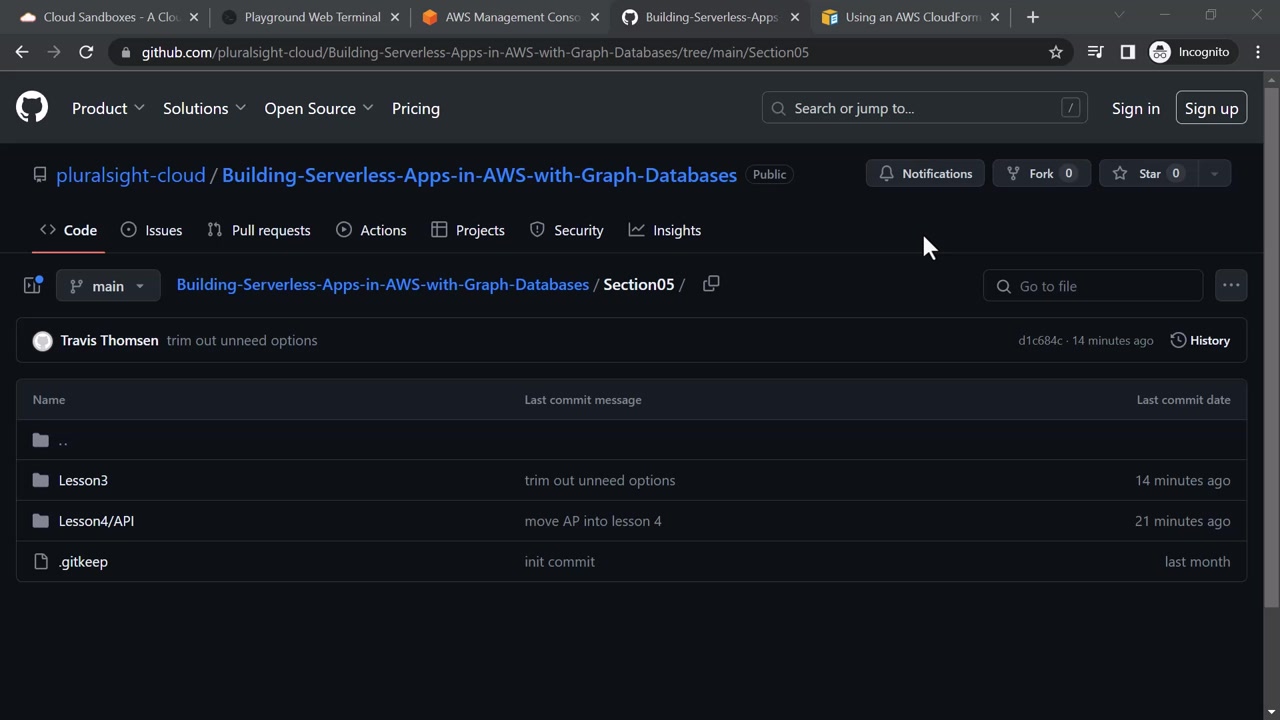 Cloud Sandboxes - A Clou
Playground Web Terminal
AWS Management Conso
Building-Serverless-Apps
Using an AWS CloudForm
github.com/pluralsight-cloud/Building-Serverless-Apps-in-AWS-with-Graph-Databases/tree/main/Section05
Incognito
Product
Solutions
Open Source
Pricing
Search or jump to...
/
Sign in
Sign up
pluralsight-cloud / Building-Serverless-Apps-in-AWS-with-Graph-Databases
Public
Notifications
Fork 0
Star 0
Code
Issues
Pull requests
Actions
Projects
Security
Insights
main
Building-Serverless-Apps-in-AWS-with-Graph-Databases / Section05 /
Go to file
Travis Thomsen trim out unneed options
d1c684c · 14 minutes ago
History
Name Last commit message Last commit date
..
Lesson3 trim out unneed options 14 minutes ago
Lesson4/API move AP into lesson 4 21 minutes ago
.gitkeep init commit last month